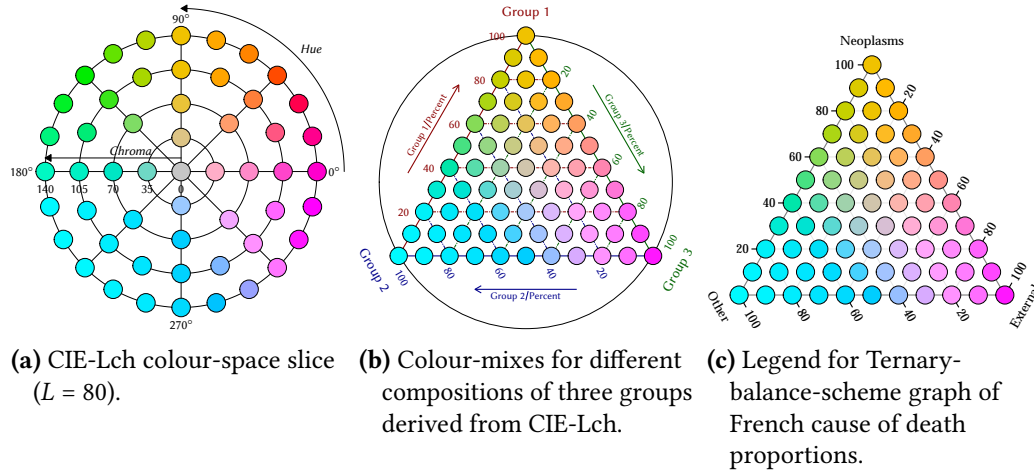 90°
Hue
Chroma
180°
0°
140 105 70 35 0
270°
Group 1
100
80
60
40
20
Group 1/Percent
20
40
60
80
100
Group 3/Percent
Group 2
100 80 60 40 20
Group 3
Group 2/Percent
Neoplasms
100
80
60
40
20
20
40
60
80
100
Other
100 80 60 40 20
External
(a) CIE-Lch colour-space slice
(L = 80).
(b) Colour-mixes for different
compositions of three groups
derived from CIE-Lch.
(c) Legend for Ternary-
balance-scheme graph of
French cause of death
proportions.